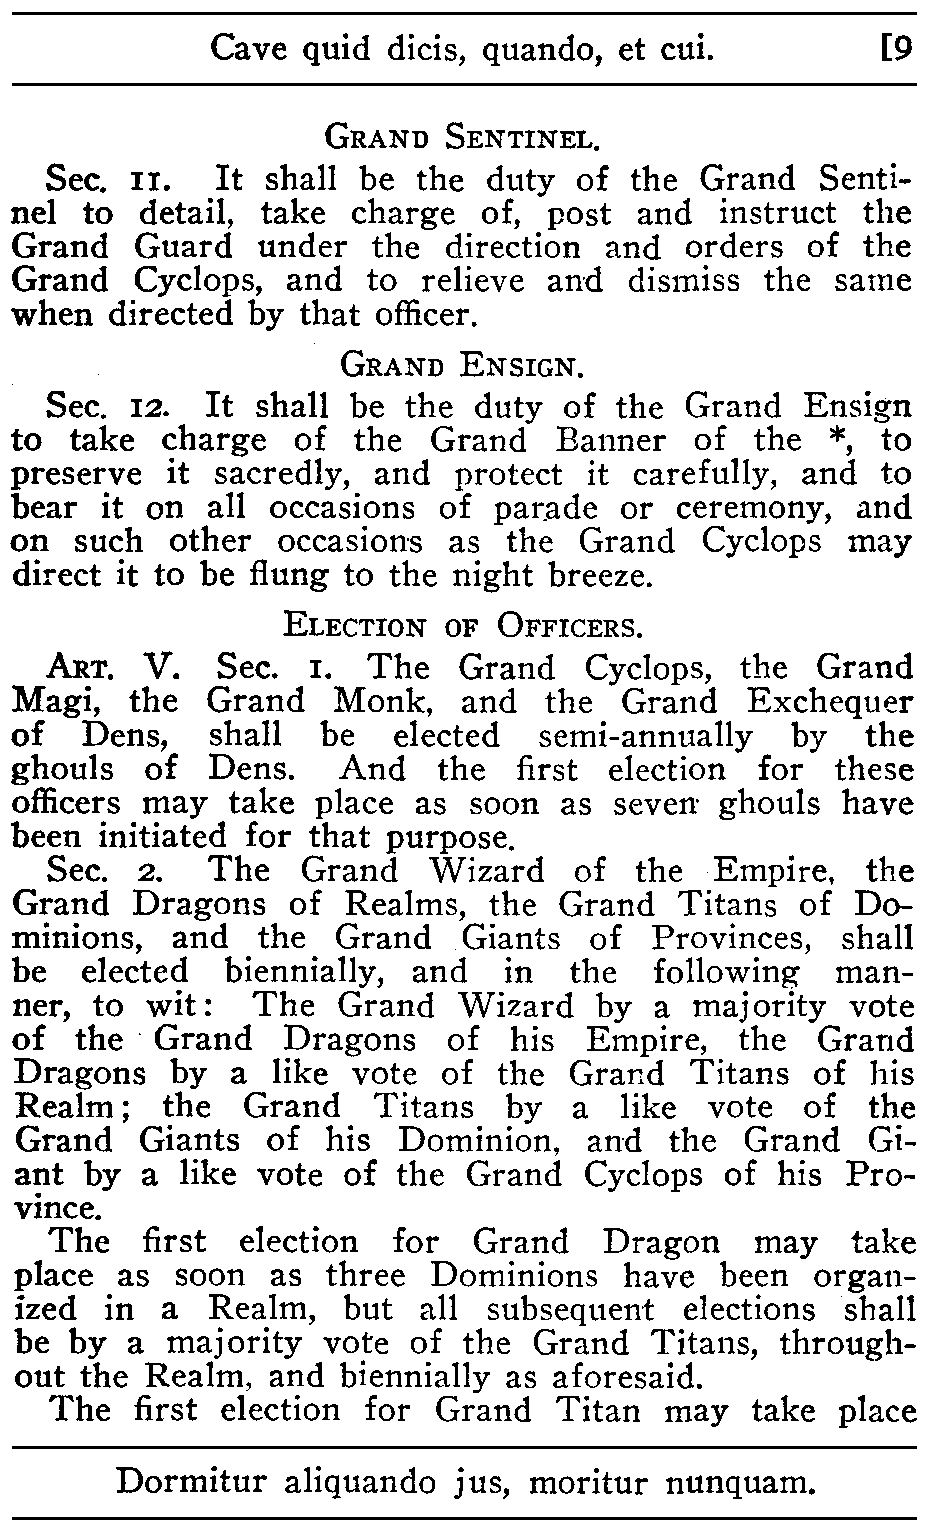 Cave quid dicis, quando, et cui. [9
GRAND SENTINEL.
Sec. 11. It shall be the duty of the Grand Senti-
nel to detail, take charge of, post and instruct the
Grand Guard under the direction and orders of the
Grand Cyclops, and to relieve and dismiss the same
when directed by that officer.
GRAND ENSIGN.
Sec. 12. It shall be the duty of the Grand Ensign
to take charge of the Grand Banner of the *, to
preserve it sacredly, and protect it carefully, and to
bear it on all occasions of parade or ceremony, and
on such other occasions as the Grand Cyclops may
direct it to be flung to the night breeze.
ELECTION OF OFFICERS.
ART. V. Sec. 1. The Grand Cyclops, the Grand
Magi, the Grand Monk, and the Grand Exchequer
of Dens, shall be elected semi-annually by the
ghouls of Dens. And the first election for these
officers may take place as soon as seven ghouls have
been initiated for that purpose.
Sec. 2. The Grand Wizard of the Empire, the
Grand Dragons of Realms, the Grand Titans of Do-
minions, and the Grand Giants of Provinces, shall
be elected biennially, and in the following man-
ner, to wit: The Grand Wizard by a majority vote
of the Grand Dragons of his Empire, the Grand
Dragons by a like vote of the Grand Titans of his
Realm; the Grand Titans by a like vote of the
Grand Giants of his Dominion, and the Grand Gi-
ant by a like vote of the Grand Cyclops of his Pro-
vince.
The first election for Grand Dragon may take
place as soon as three Dominions have been organ-
ized in a Realm, but all subsequent elections shall
be by a majority vote of the Grand Titans, through-
out the Realm, and biennially as aforesaid.
The first election for Grand Titan may take place
Dormitur aliquando jus, moritur nunquam.